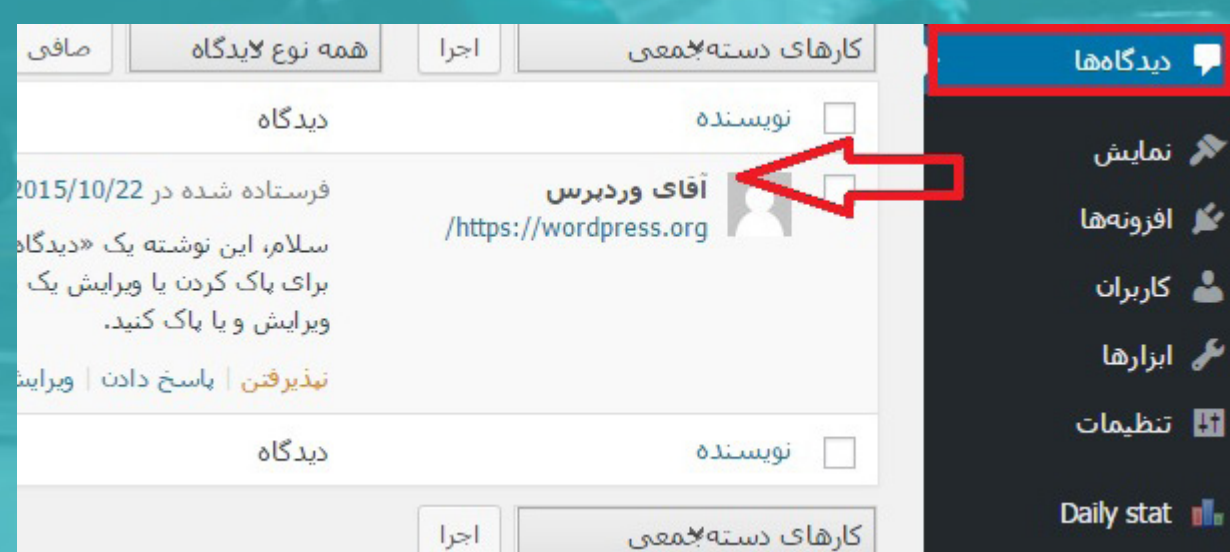 دیدگاه‌ها
نمایش
افزونه‌ها
کاربران
ابزارها
تنظیمات
Daily stat
کارهای دسته‌جمعی
اجرا
همه نوع دیدگاه
صافی
نویسنده
دیدگاه
آقای وردپرس
https://wordpress.org/
فرستاده شده در 2015/10/22
سلام، این نوشته یک «دیدگاه
برای پاک کردن یا ویرایش یک
ویرایش و یا پاک کنید.
نپذیرفتن | پاسخ دادن |
نویسنده
دیدگاه
کارهای دسته‌جمعی
اجرا